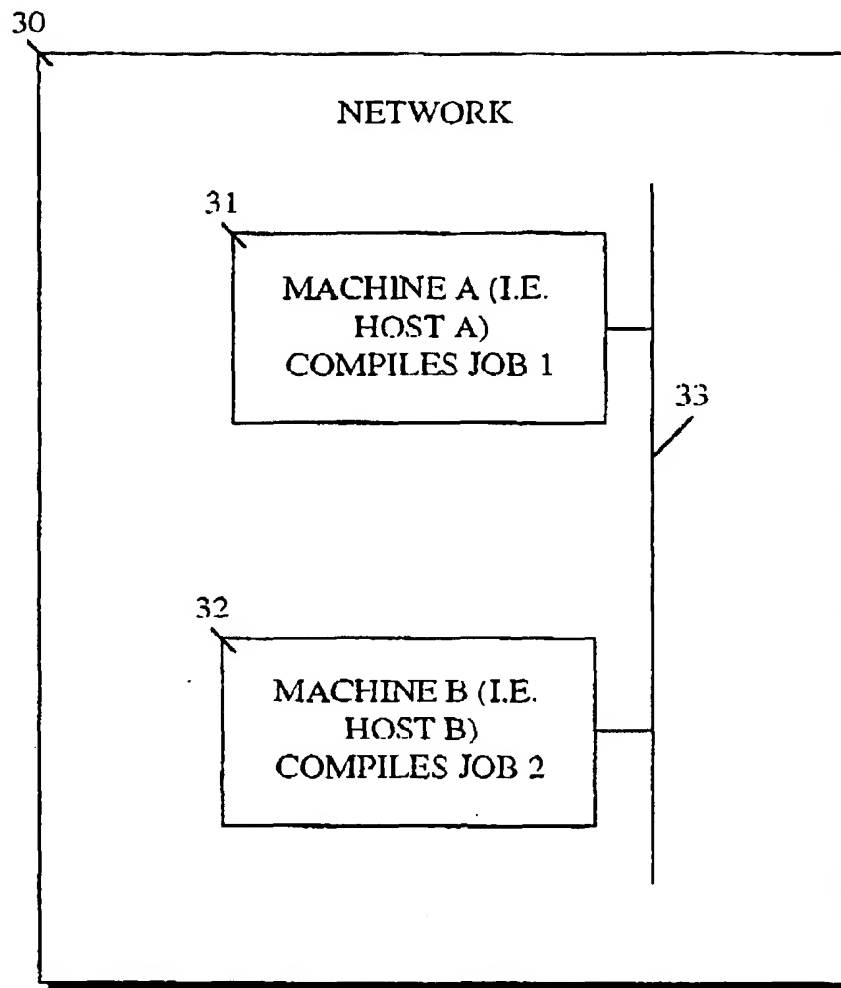 30
NETWORK
31
MACHINE A (I.E.
HOST A)
COMPILES JOB 1
33
32
MACHINE B (I.E.
HOST B)
COMPILES JOB 2